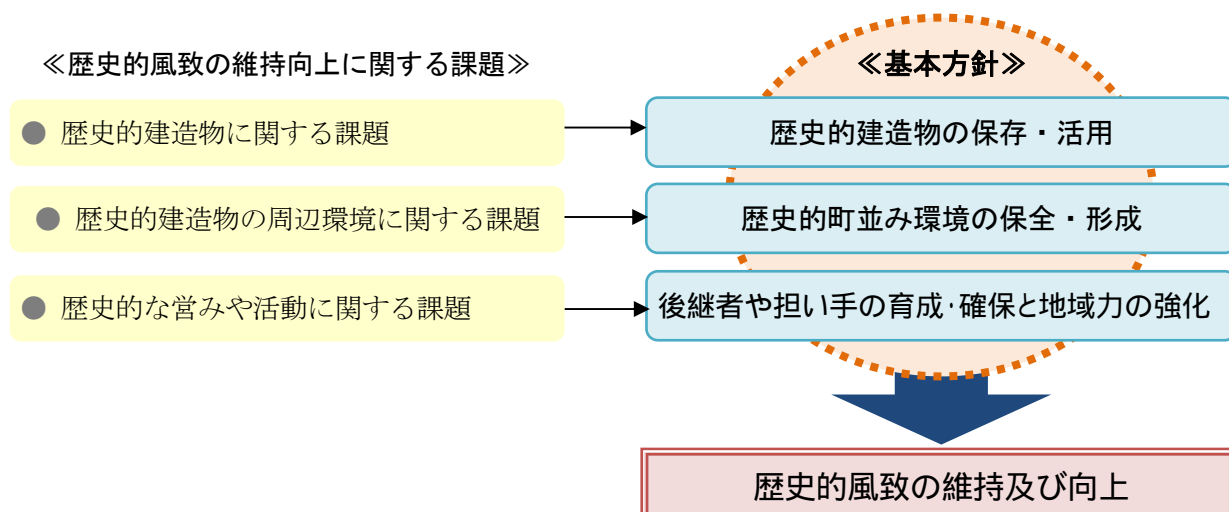 ≪歴史的風致の維持向上に関する課題≫
≪基本方針≫
● 歴史的建造物に関する課題
歴史的建造物の保存・活用
● 歴史的建造物の周辺環境に関する課題
歴史的町並み環境の保全・形成
● 歴史的な営みや活動に関する課題
後継者や担い手の育成・確保と地域力の強化
歴史的風致の維持及び向上